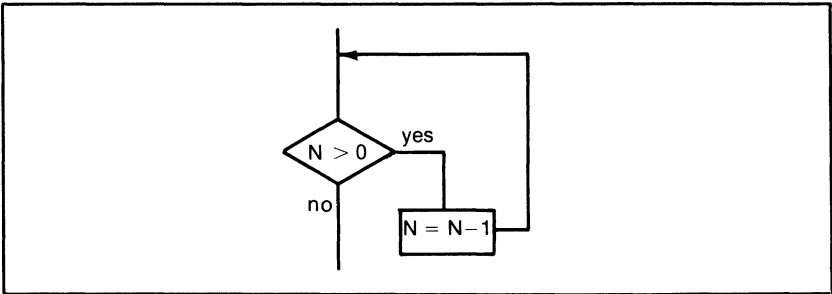 yes
N > 0
no
N = N−1